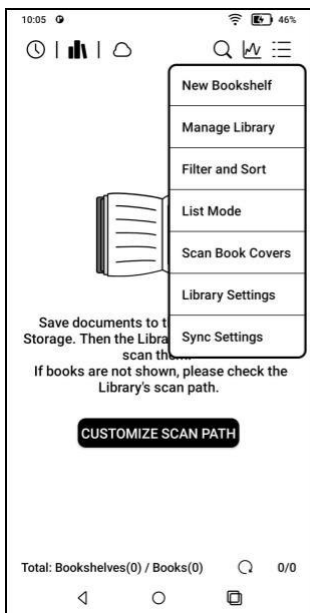 10:05 46%
New Bookshelf
Manage Library
Filter and Sort
List Mode
Scan Book Covers
Library Settings
Sync Settings
Save documents to t
Storage. Then the Libra
scan the
If books are not shown, please check the
Library's scan path.
CUSTOMIZE SCAN PATH
Total: Bookshelves(0) / Books(0) 0/0